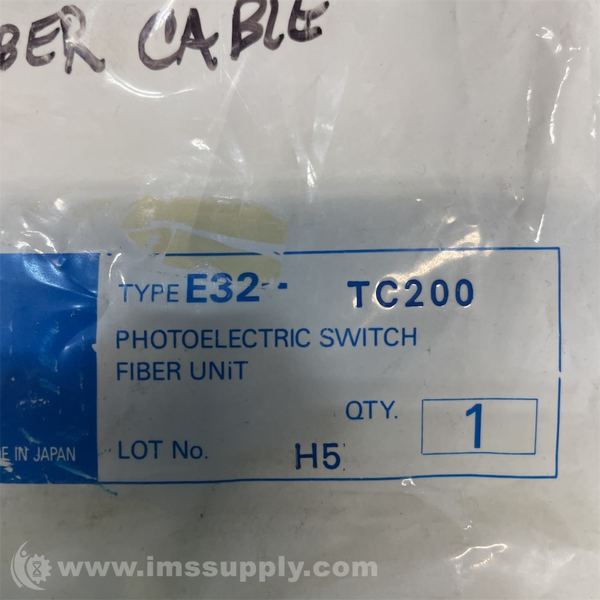 BER CABLE
TYPE E32- TC200
PHOTOELECTRIC SWITCH
FIBER UNiT
QTY. 1
LOT No. H5
E IN JAPAN
www.imssupply.com